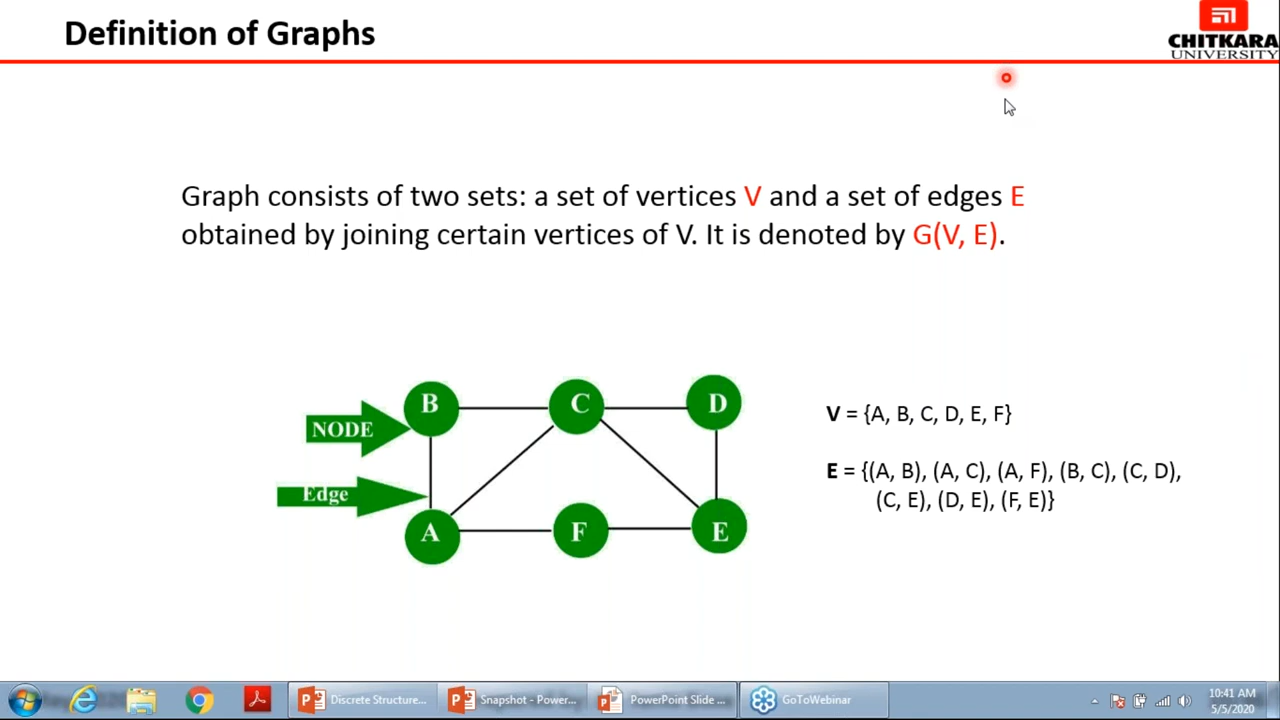 Definition of Graphs
CHITKARA
UNIVERSITY
Graph consists of two sets: a set of vertices V and a set of edges E
obtained by joining certain vertices of V. It is denoted by G(V, E).
B
C
D
NODE
V = {A, B, C, D, E, F}
E = {(A, B), (A, C), (A, F), (B, C), (C, D),
(C, E), (D, E), (F, E)}
Edge
A
F
E
Discrete Structure...
Snapshot - Power...
PowerPoint Slide ...
GoToWebinar
10:41 AM
5/5/2020